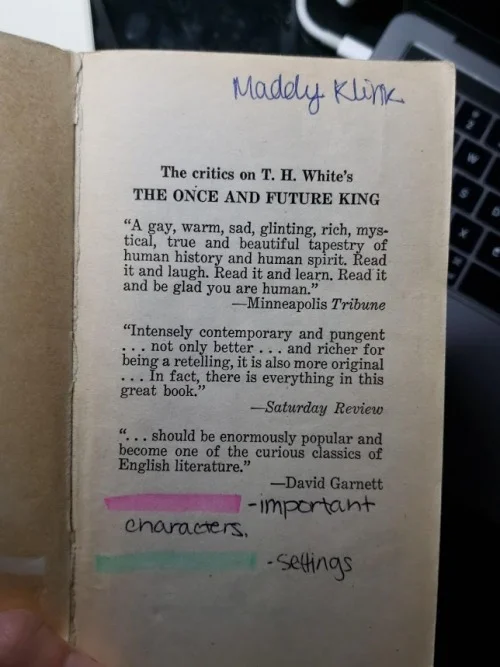 Maddy Klink
The critics on T. H. White's
THE ONCE AND FUTURE KING
"A gay, warm, sad, glinting, rich, mys-
tical, true and beautiful tapestry of
human history and human spirit. Read
it and laugh. Read it and learn. Read it
and be glad you are human."
—Minneapolis Tribune
"Intensely contemporary and pungent
. . . not only better . . . and richer for
being a retelling, it is also more original
. . . In fact, there is everything in this
great book."
—Saturday Review
". . . should be enormously popular and
become one of the curious classics of
English literature."
—David Garnett
-important
characters.
-settings